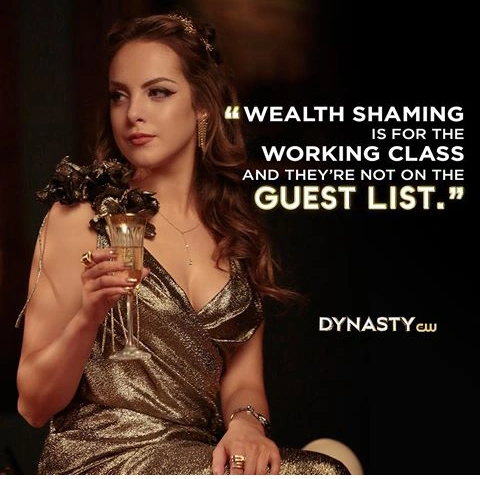 “WEALTH SHAMING
IS FOR THE
WORKING CLASS
AND THEY’RE NOT ON THE
GUEST LIST.”
DYNASTY CW